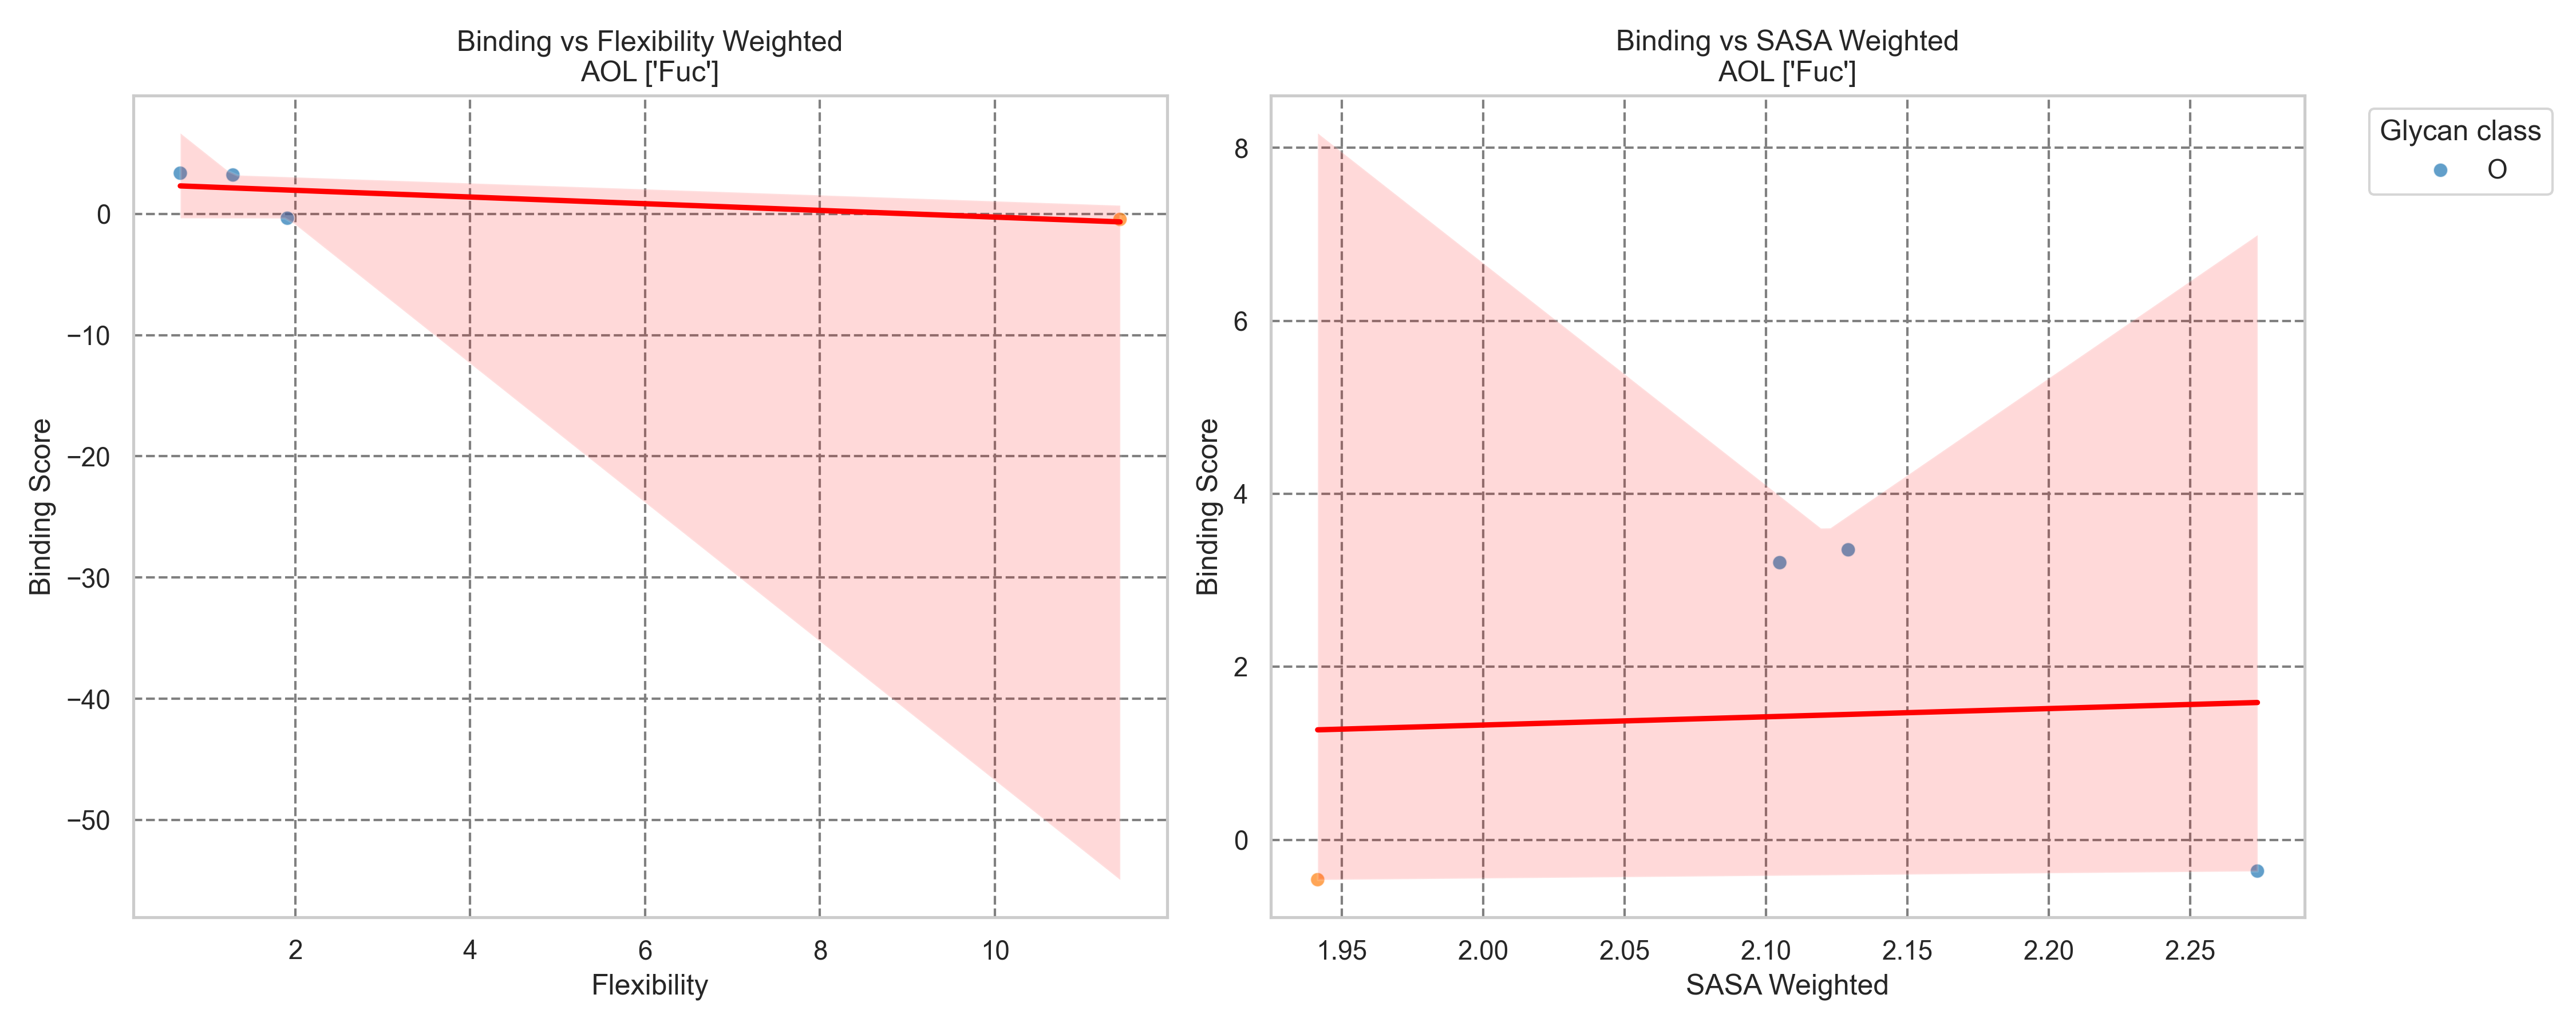 Binding vs Flexibility Weighted
AOL ['Fuc']
0
−10
−20
−30
−40
−50
Binding Score
2 4 6 8 10
Flexibility
Binding vs SASA Weighted
AOL ['Fuc']
8
6
4
2
0
Binding Score
1.95 2.00 2.05 2.10 2.15 2.20 2.25
SASA Weighted
Glycan class
O